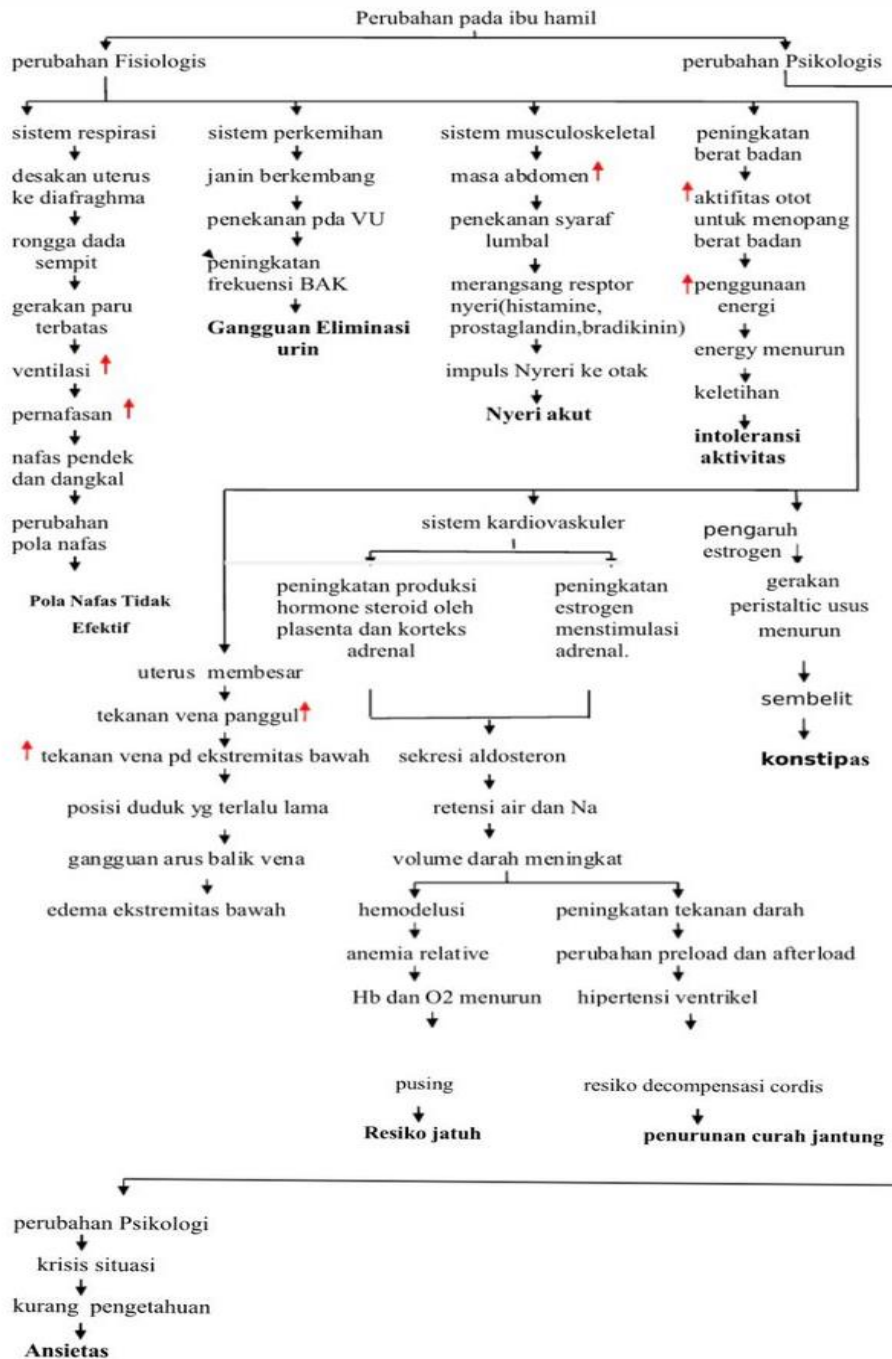 Perubahan pada ibu hamil
perubahan Fisiologis
perubahan Psikologis
sistem respirasi
desakan uterus
ke diafraghma
rongga dada
sempit
gerakan paru
terbatas
ventilasi ↑
pernafasan ↑
nafas pendek
dan dangkal
perubahan
pola nafas
Pola Nafas Tidak
Efektif
sistem perkemihan
janin berkembang
penekanan pda VU
peningkatan
frekuensi BAK
Gangguan Eliminasi
urin
sistem musculoskeletal
masa abdomen ↑
penekanan syaraf
lumbal
merangsang resptor
nyeri(histamine,
prostaglandin,bradikinin)
impuls Nyreri ke otak
Nyeri akut
peningkatan
berat badan
↑ aktifitas otot
untuk menopang
berat badan
↑ penggunaan
energi
energy menurun
keletihan
intoleransi
aktivitas
uterus membesar
tekanan vena panggul ↑
↑ tekanan vena pd ekstremitas bawah
posisi duduk yg terlalu lama
gangguan arus balik vena
edema ekstremitas bawah
sistem kardiovaskuler
peningkatan produksi
hormone steroid oleh
plasenta dan korteks
adrenal
peningkatan
estrogen
menstimulasi
adrenal.
sekresi aldosteron
retensi air dan Na
volume darah meningkat
hemodelusi
anemia relative
Hb dan O2 menurun
pusing
Resiko jatuh
peningkatan tekanan darah
perubahan preload dan afterload
hipertensi ventrikel
resiko decompensasi cordis
penurunan curah jantung
pengaruh
estrogen
gerakan
peristaltic usus
menurun
sembelit
konstipas
perubahan Psikologi
krisis situasi
kurang pengetahuan
Ansietas